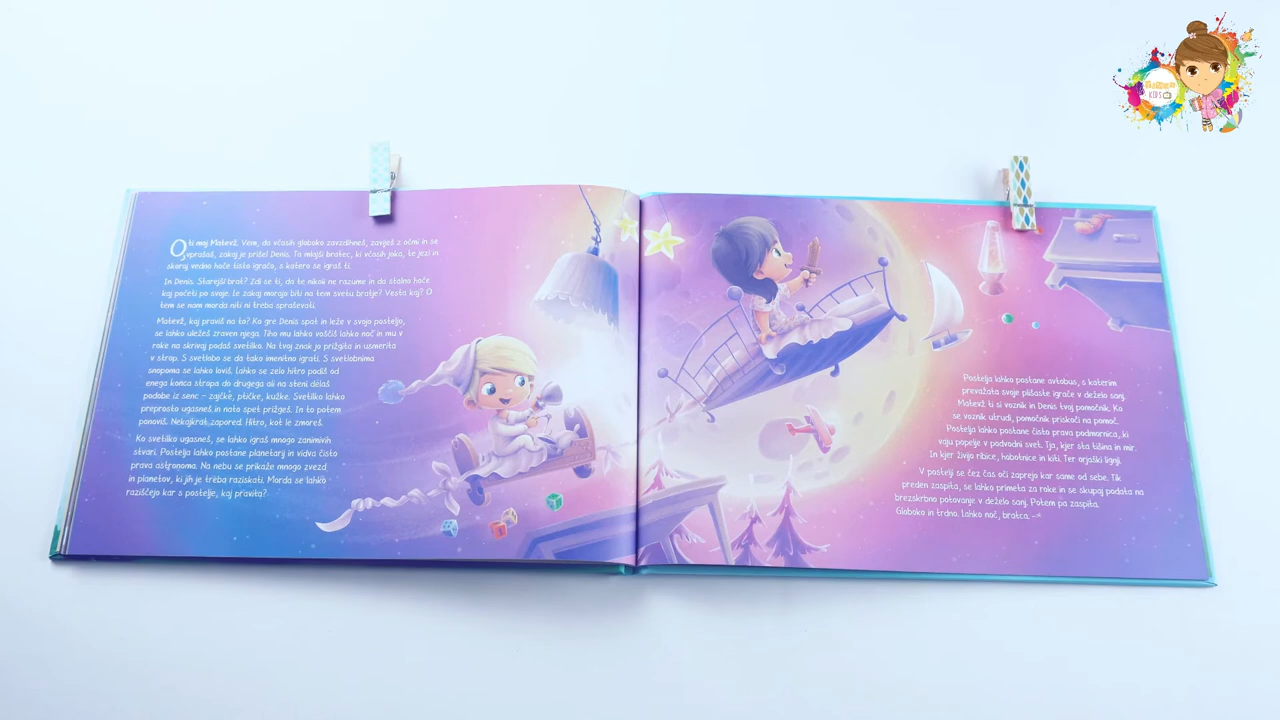 O ti moj Matevž. Vem, da včasih globoko zavzdihneš, zaviješ z očmi in se
vprašaš, zakaj je prišel Denis. Ta mlajši bratec, ki včasih joka, te jezi in
skoraj vedno hoče tisto igračo, s katero se igraš ti.
In Denis. Starejši brat? Zdi se ti, da te nikoli ne razume in da stalno hoče
kaj početi po svoje. Le zakaj morajo biti na tem svetu bratje? Vesta kaj? O
tem se nam morda niti ni treba spraševati.
Matevž, kaj praviš na to? Ko gre Denis spat in leže v svojo posteljo,
se lahko uležeš zraven njega. Tiho mu lahko voščiš lahko noč in mu v
roke na skrivaj podaš svetilko. Na tvoj znak jo prižgita in usmerita
v strop. S svetlobo se da tako imenitno igrati. S svetlobnima
snopoma se lahko loviš. Lahko se zelo hitro podiš od
enega konca stropa do drugega ali na steni delaš
podobe iz senc – zajčke, ptičke, kužke. Svetilko lahko
preprosto ugasneš in nato spet prižgeš. In to potem
ponoviš. Nekajkrat zapored. Hitro, kot le zmoreš.
Ko svetilko ugasneš, se lahko igraš mnogo zanimivih
stvari. Postelja lahko postane planetarij in vidva čisto
prava astronoma. Na nebu se prikaže mnogo zvezd
in planetov, ki jih je treba raziskati. Morda se lahko
raziščejo kar s postelje, kaj pravita?
Postelja lahko postane avtobus, s katerim
prevažata svoje plišaste igrače v deželo sanj.
Matevž ti si voznik in Denis tvoj pomočnik. Ko
se voznik utrudi, pomočnik priskoči na pomoč.
Postelja lahko postane čisto prava podmornica, ki
vaju popelje v podvodni svet. Tja, kjer sta tišina in mir.
In kjer živijo ribice, hobotnice in kiti. Ter orjaški lignji.
V postelji se čez čas oči zaprejo kar same od sebe. Tik
preden zaspita, se lahko primeta za roke in se skupaj podata na
brezskrbno potovanje v deželo sanj. Potem pa zaspita.
Globoko in trdno. Lahko noč, bratca. –*
KIDS